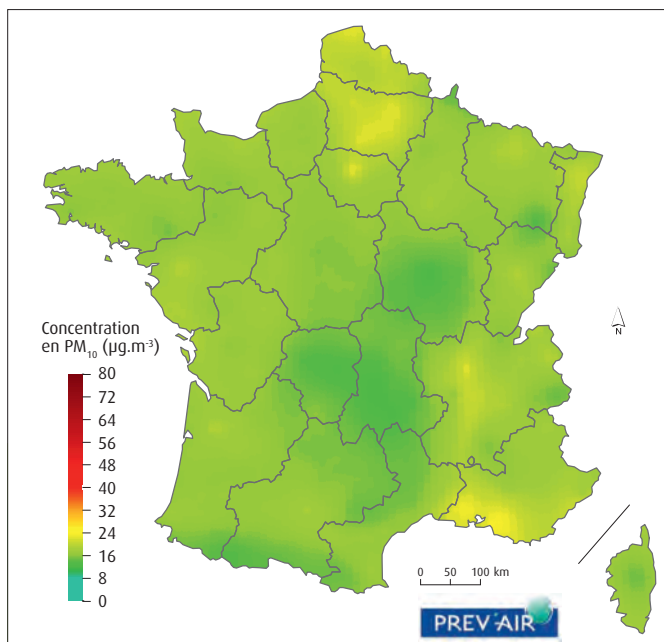 Concentration
en PM₁₀ (µg.m⁻³)
80
72
64
56
48
40
32
24
16
8
0
N
0 50 100 km
PREV'AIR